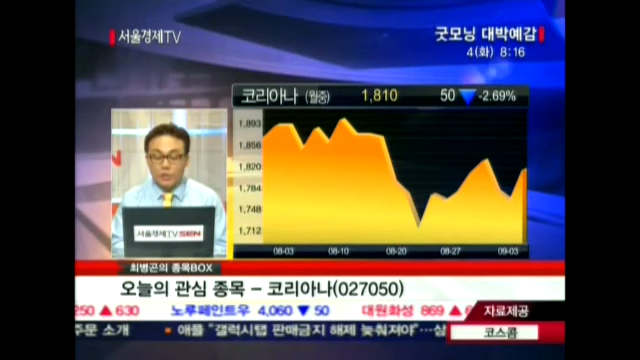 서울경제TV
굿모닝 대박예감
4(화) 8:16
코리아나 (월중) 1,810 50 ▼ -2.69%
1,893
1,856
1,820
1,784
1,748
1,712
08-03 08-10 08-20 08-27 09-03
서울경제TV SEN
최병곤의 종목BOX
오늘의 관심 종목 - 코리아나(027050)
250 ▲ 630 노루페인트우 4,060 ▼ 50 대원화성 869 ▲
자료제공
주문 소개 • 애플 "갤럭시탭 판매금지 해제 늦춰져야"…삼
코스콤